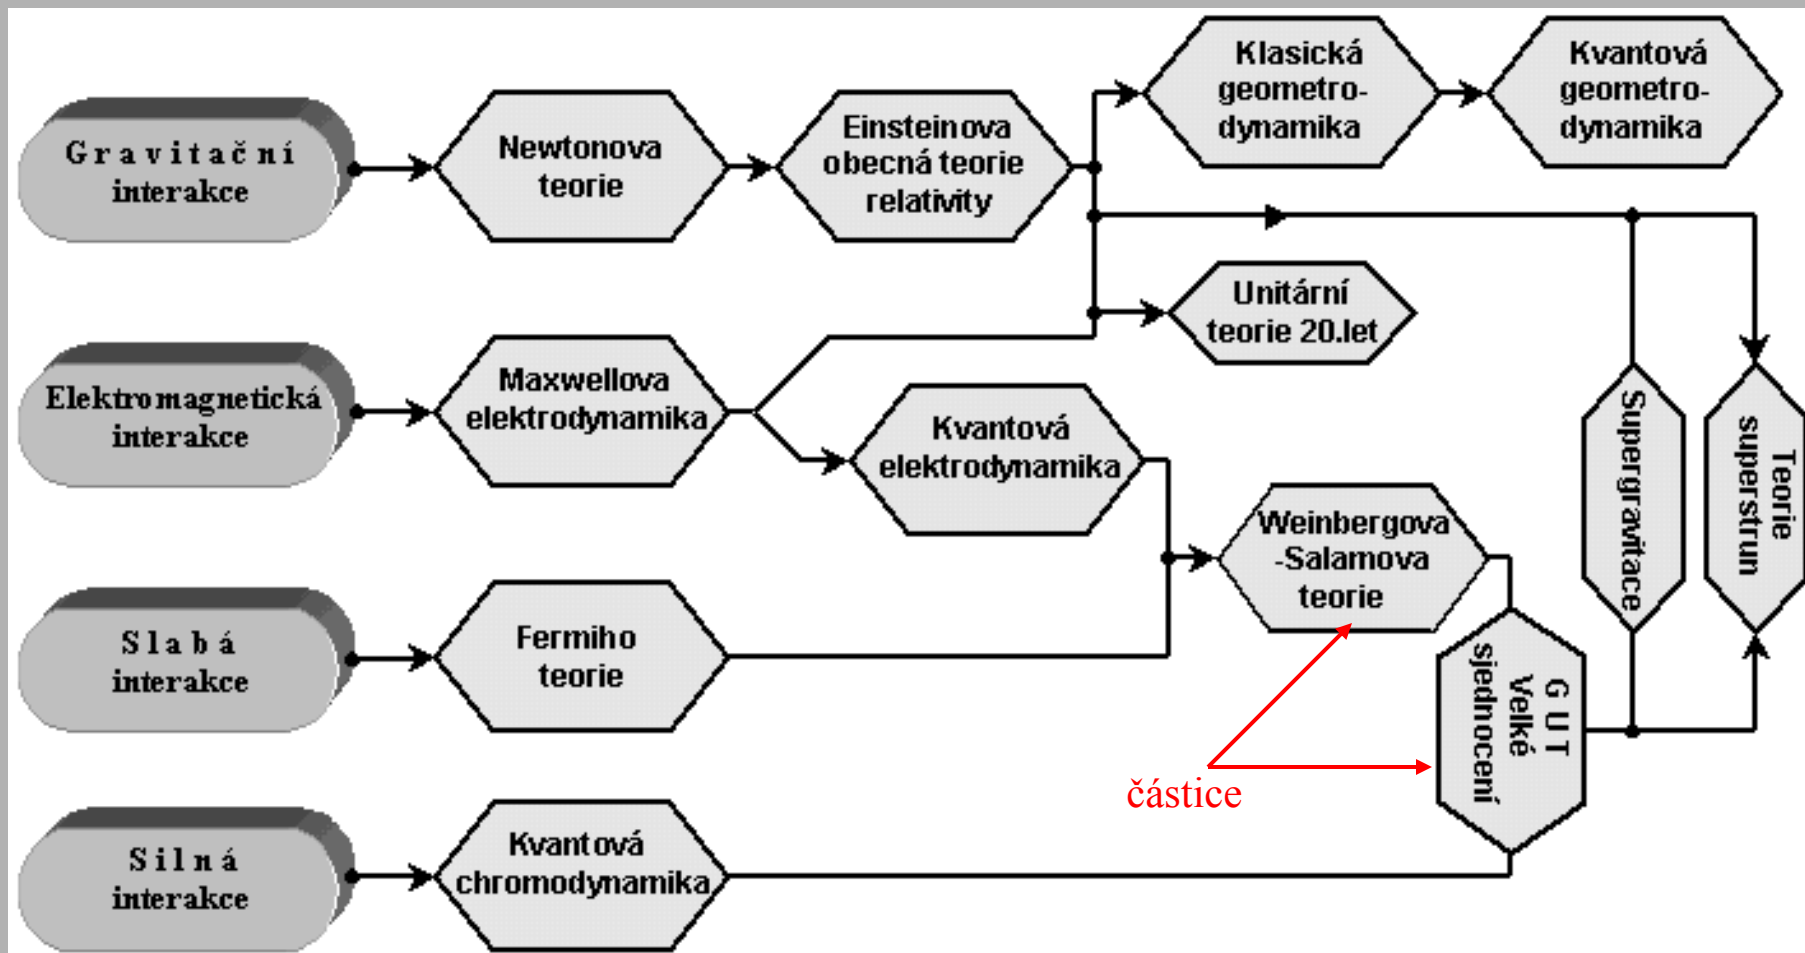 Gravitační
interakce
Newtonova
teorie
Einsteinova
obecná teorie
relativity
Klasická
geometro-
dynamika
Kvantová
geometro-
dynamika
Unitární
teorie 20.let
Elektromagnetická
interakce
Maxwellova
elektrodynamika
Kvantová
elektrodynamika
Supergravitace
Teorie
superstrun
Slabá
interakce
Fermiho
teorie
Weinbergova
-Salamova
teorie
G U T
Velké
sjednocení
částice
Silná
interakce
Kvantová
chromodynamika